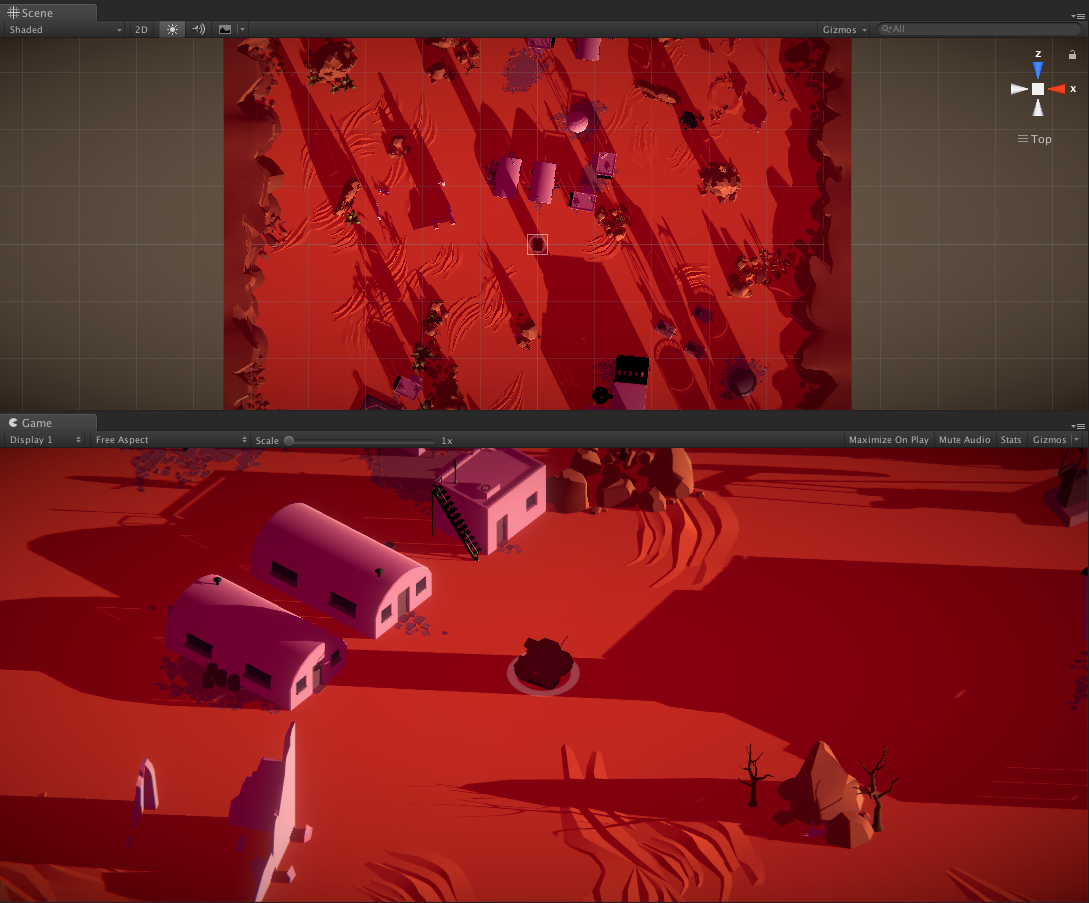 Scene
Shaded 2D Gizmos All
z
x
Top
Game
Display 1 Free Aspect Scale 1x Maximize On Play Mute Audio Stats Gizmos